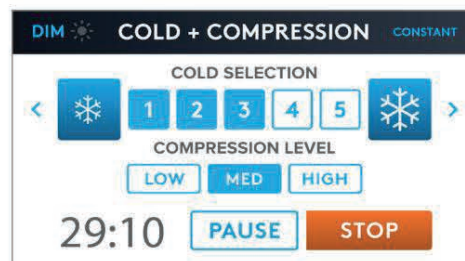 DIM COLD + COMPRESSION CONSTANT
COLD SELECTION
< 1 2 3 4 5 >
COMPRESSION LEVEL
LOW MED HIGH
29:10 PAUSE STOP